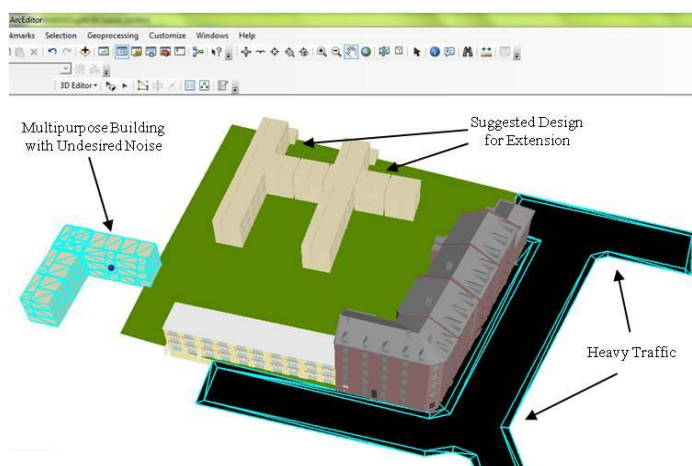 ArcEditor
okmarks Selection Geoprocessing Customize Windows Help
3D Editor
Suggested Design
for Extension
Multipurpose Building
with Undesired Noise
Heavy Traffic